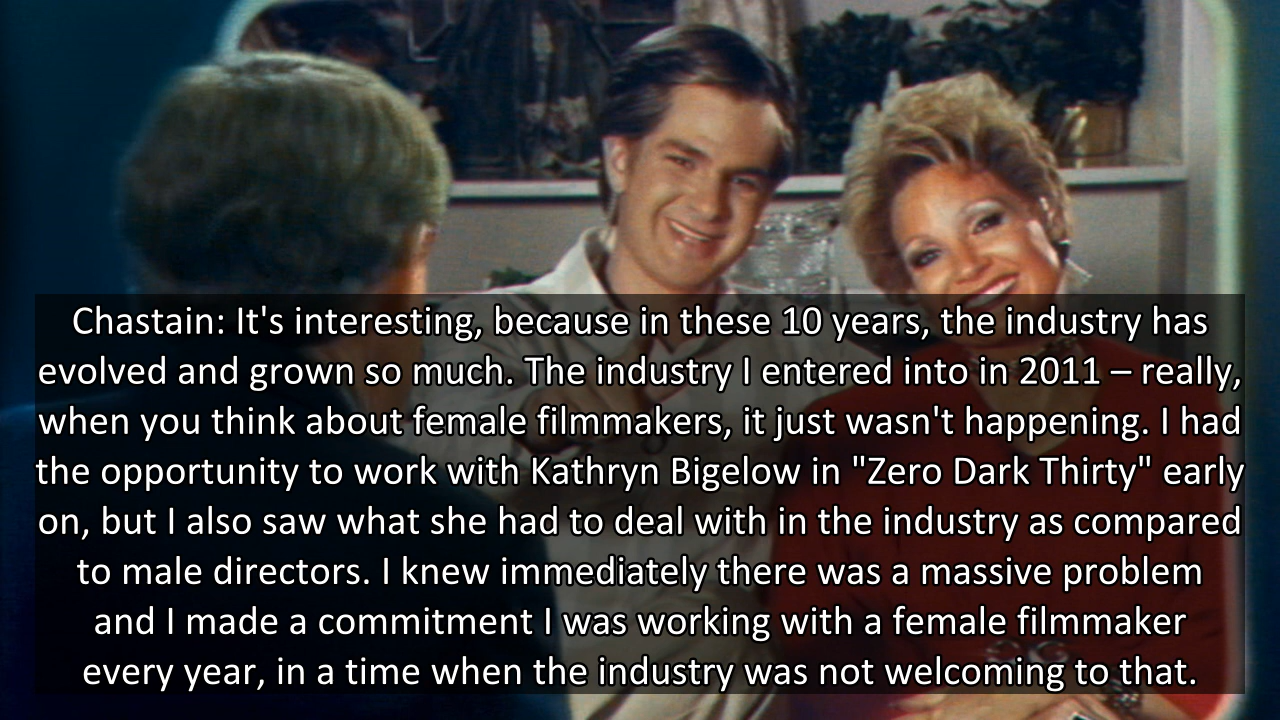 Chastain: It's interesting, because in these 10 years, the industry has
evolved and grown so much. The industry I entered into in 2011 – really,
when you think about female filmmakers, it just wasn't happening. I had
the opportunity to work with Kathryn Bigelow in "Zero Dark Thirty" early
on, but I also saw what she had to deal with in the industry as compared
to male directors. I knew immediately there was a massive problem
and I made a commitment I was working with a female filmmaker
every year, in a time when the industry was not welcoming to that.